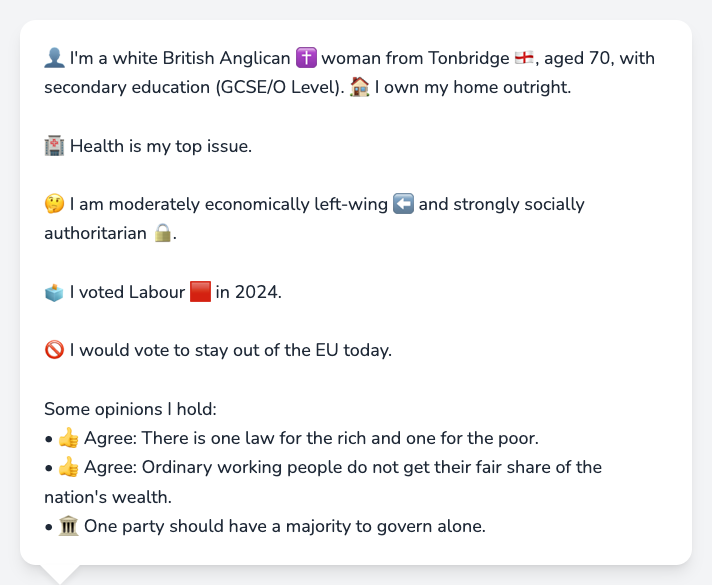 👤 I'm a white British Anglican ✝️ woman from Tonbridge 🏴󠁧󠁢󠁥󠁮󠁧󠁿, aged 70, with
secondary education (GCSE/O Level). 🏠 I own my home outright.
🏥 Health is my top issue.
🤔 I am moderately economically left-wing ⬅️ and strongly socially
authoritarian 🔒.
🗳️ I voted Labour 🟥 in 2024.
🚫 I would vote to stay out of the EU today.
Some opinions I hold:
• 👍 Agree: There is one law for the rich and one for the poor.
• 👍 Agree: Ordinary working people do not get their fair share of the
nation's wealth.
• 🏛️ One party should have a majority to govern alone.